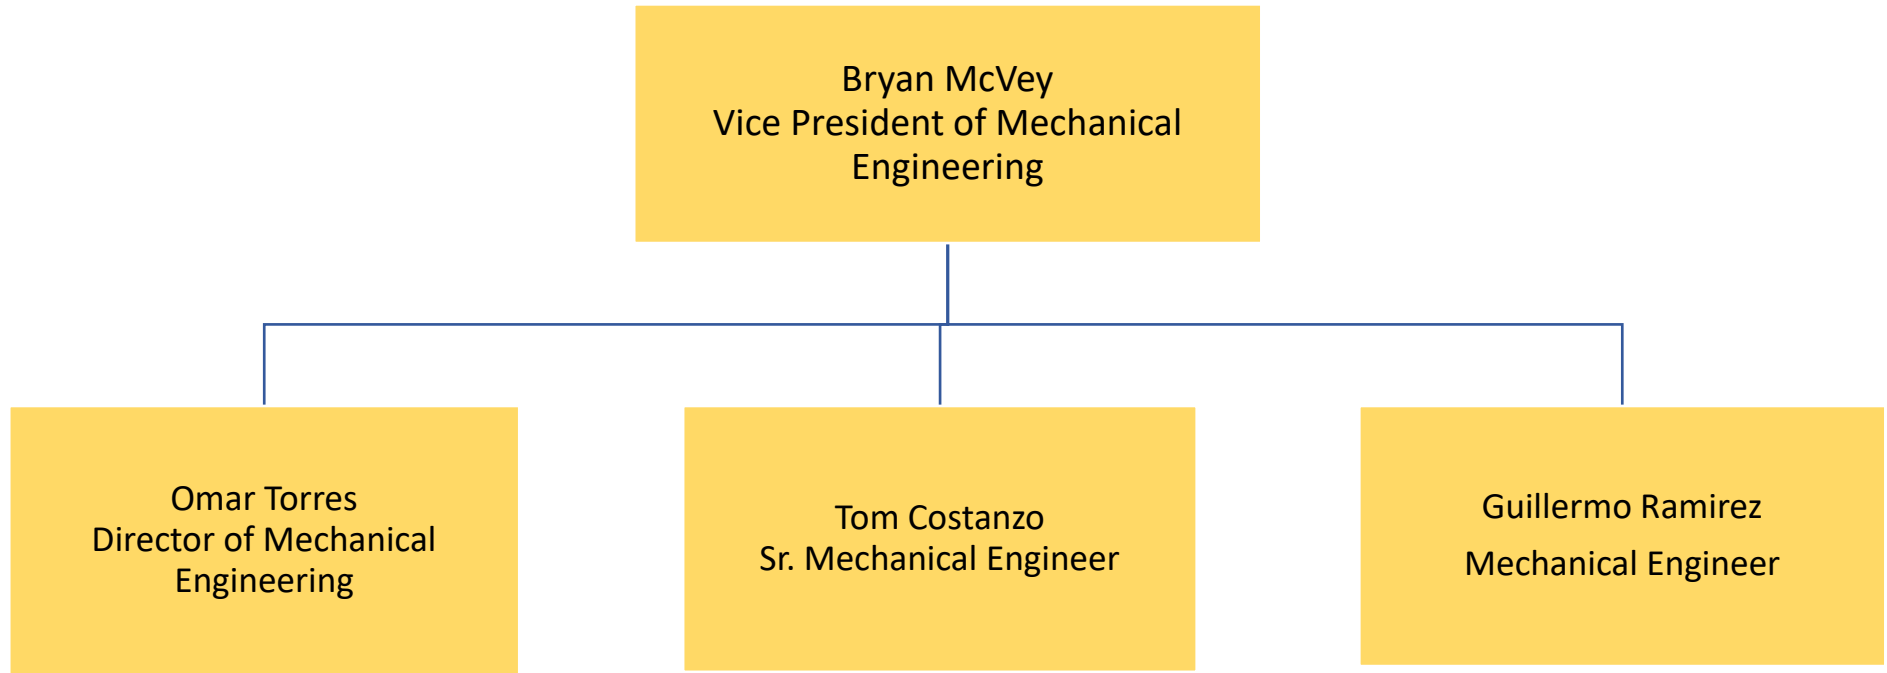 Bryan McVey
Vice President of Mechanical
Engineering
Omar Torres
Director of Mechanical
Engineering
Tom Costanzo
Sr. Mechanical Engineer
Guillermo Ramirez
Mechanical Engineer